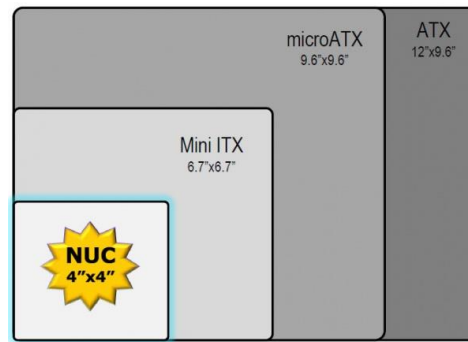 microATX
9.6"x9.6"
ATX
12"x9.6"
Mini ITX
6.7"x6.7"
NUC
4"x4"